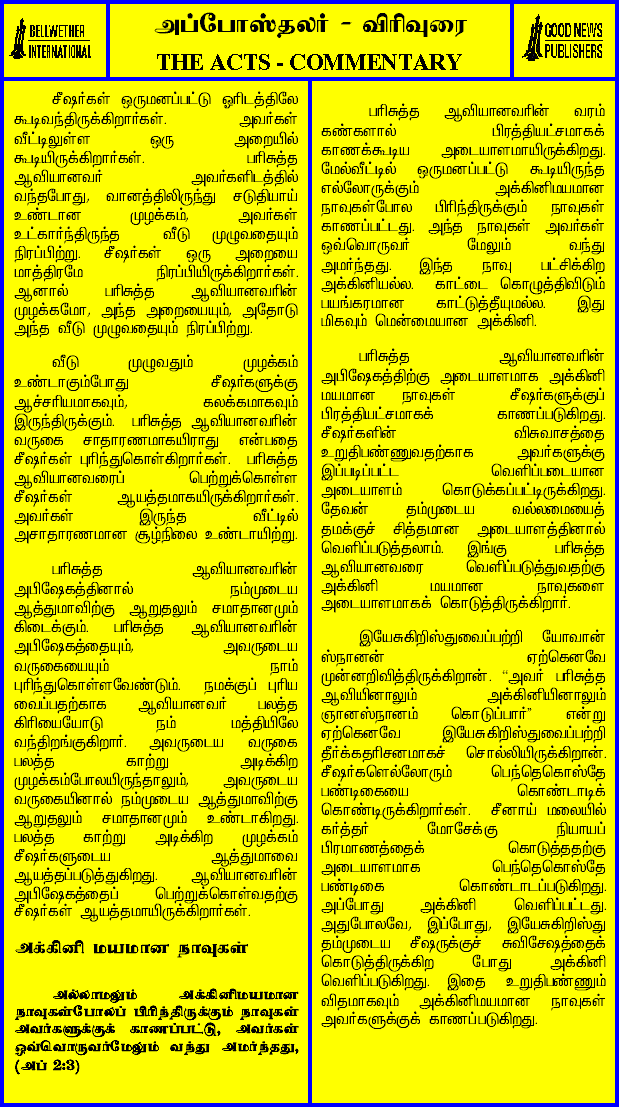 BELLWETHER
INTERNATIONAL
அப்போஸ்தலர் - விரிவுரை
THE ACTS - COMMENTARY
GOOD NEWS
PUBLISHERS
சீஷர்கள் ஒருமனப்பட்டு ஓரிடத்திலே
கூடிவந்திருக்கிறார்கள். அவர்கள்
வீட்டிலுள்ள ஒரு அறையில்
கூடியிருக்கிறார்கள். பரிசுத்த
ஆவியானவர் அவர்களிடத்தில்
வந்தபோது, வானத்திலிருந்து சடுதியாய்
உண்டான முழக்கம், அவர்கள்
உட்கார்ந்திருந்த வீடு முழுவதையும்
நிரப்பிற்று. சீஷர்கள் ஒரு அறையை
மாத்திரமே நிரப்பியிருக்கிறார்கள்.
ஆனால் பரிசுத்த ஆவியானவரின்
முழக்கமோ, அந்த அறையையும், அதோடு
அந்த வீடு முழுவதையும் நிரப்பிற்று.
வீடு முழுவதும் முழக்கம்
உண்டாகும்போது சீஷர்களுக்கு
ஆச்சரியமாகவும், கலக்கமாகவும்
இருந்திருக்கும். பரிசுத்த ஆவியானவரின்
வருகை சாதாரணமாகயிராது என்பதை
சீஷர்கள் புரிந்துகொள்கிறார்கள். பரிசுத்த
ஆவியானவரைப் பெற்றுக்கொள்ள
சீஷர்கள் ஆயத்தமாகயிருக்கிறார்கள்.
அவர்கள் இருந்த வீட்டில்
அசாதாரணமான சூழ்நிலை உண்டாயிற்று.
பரிசுத்த ஆவியானவரின்
அபிஷேகத்தினால் நம்முடைய
ஆத்துமாவிற்கு ஆறுதலும் சமாதானமும்
கிடைக்கும். பரிசுத்த ஆவியானவரின்
அபிஷேகத்தையும், அவருடைய
வருகையையும் நாம்
புரிந்துகொள்ளவேண்டும். நமக்குப் புரிய
வைப்பதற்காக ஆவியானவர் பலத்த
கிரியையோடு நம் மத்தியிலே
வந்திறங்குகிறார். அவருடைய வருகை
பலத்த காற்று அடிக்கிற
முழக்கம்போலயிருந்தாலும், அவருடைய
வருகையினால் நம்முடைய ஆத்துமாவிற்கு
ஆறுதலும் சமாதானமும் உண்டாகிறது.
பலத்த காற்று அடிக்கிற முழக்கம்
சீஷர்களுடைய ஆத்துமாவை
ஆயத்தப்படுத்துகிறது. ஆவியானவரின்
அபிஷேகத்தைப் பெற்றுக்கொள்வதற்கு
சீஷர்கள் ஆயத்தமாயிருக்கிறார்கள்.
அக்கினி மயமான நாவுகள்
அல்லாமலும் அக்கினிமயமான
நாவுகள்போலப் பிரிந்திருக்கும் நாவுகள்
அவர்களுக்குக் காணப்பட்டு, அவர்கள்
ஒவ்வொருவர்மேலும் வந்து அமர்ந்தது,
(அப் 2:3)
பரிசுத்த ஆவியானவரின் வரம்
கண்களால் பிரத்தியட்சமாகக்
காணக்கூடிய அடையாளமாயிருக்கிறது.
மேல்வீட்டில் ஒருமனப்பட்டு கூடியிருந்த
எல்லோருக்கும் அக்கினிமயமான
நாவுகள்போல பிரிந்திருக்கும் நாவுகள்
காணப்பட்டது. அந்த நாவுகள் அவர்கள்
ஒவ்வொருவர் மேலும் வந்து
அமர்ந்தது. இந்த நாவு பட்சிக்கிற
அக்கினியல்ல. காட்டை கொழுத்திவிடும்
பயங்கரமான காட்டுத்தீயுமல்ல. இது
மிகவும் மென்மையான அக்கினி.
பரிசுத்த ஆவியானவரின்
அபிஷேகத்திற்கு அடையாளமாக அக்கினி
மயமான நாவுகள் சீஷர்களுக்குப்
பிரத்தியட்சமாகக் காணப்படுகிறது.
சீஷர்களின் விசுவாசத்தை
உறுதிபண்ணுவதற்காக அவர்களுக்கு
இப்படிப்பட்ட வெளிப்படையான
அடையாளம் கொடுக்கப்பட்டிருக்கிறது.
தேவன் தம்முடைய வல்லமையைத்
தமக்குச் சித்தமான அடையாளத்தினால்
வெளிப்படுத்தலாம். இங்கு பரிசுத்த
ஆவியானவரை வெளிப்படுத்துவதற்கு
அக்கினி மயமான நாவுகளை
அடையாளமாகக் கொடுத்திருக்கிறார்.
இயேசுகிறிஸ்துவைப்பற்றி யோவான்
ஸ்நானன் ஏற்கெனவே
முன்னறிவித்திருக்கிறான். “அவர் பரிசுத்த
ஆவியினாலும் அக்கினியினாலும்
ஞானஸ்நானம் கொடுப்பார்” என்று
ஏற்கெனவே இயேசுகிறிஸ்துவைப்பற்றி
தீர்க்கதரிசனமாகச் சொல்லியிருக்கிறான்.
சீஷர்களெல்லோரும் பெந்தெகொஸ்தே
பண்டிகையை கொண்டாடிக்
கொண்டிருக்கிறார்கள். சீனாய் மலையில்
கர்த்தர் மோசேக்கு நியாயப்
பிரமாணத்தைக் கொடுத்ததற்கு
அடையாளமாக பெந்தெகொஸ்தே
பண்டிகை கொண்டாடப்படுகிறது.
அப்போது அக்கினி வெளிப்பட்டது.
அதுபோலவே, இப்போது, இயேசுகிறிஸ்து
தம்முடைய சீஷருக்குச் சுவிசேஷத்தைக்
கொடுத்திருக்கிற போது அக்கினி
வெளிப்படுகிறது. இதை உறுதிபண்ணும்
விதமாகவும் அக்கினிமயமான நாவுகள்
அவர்களுக்குக் காணப்படுகிறது.